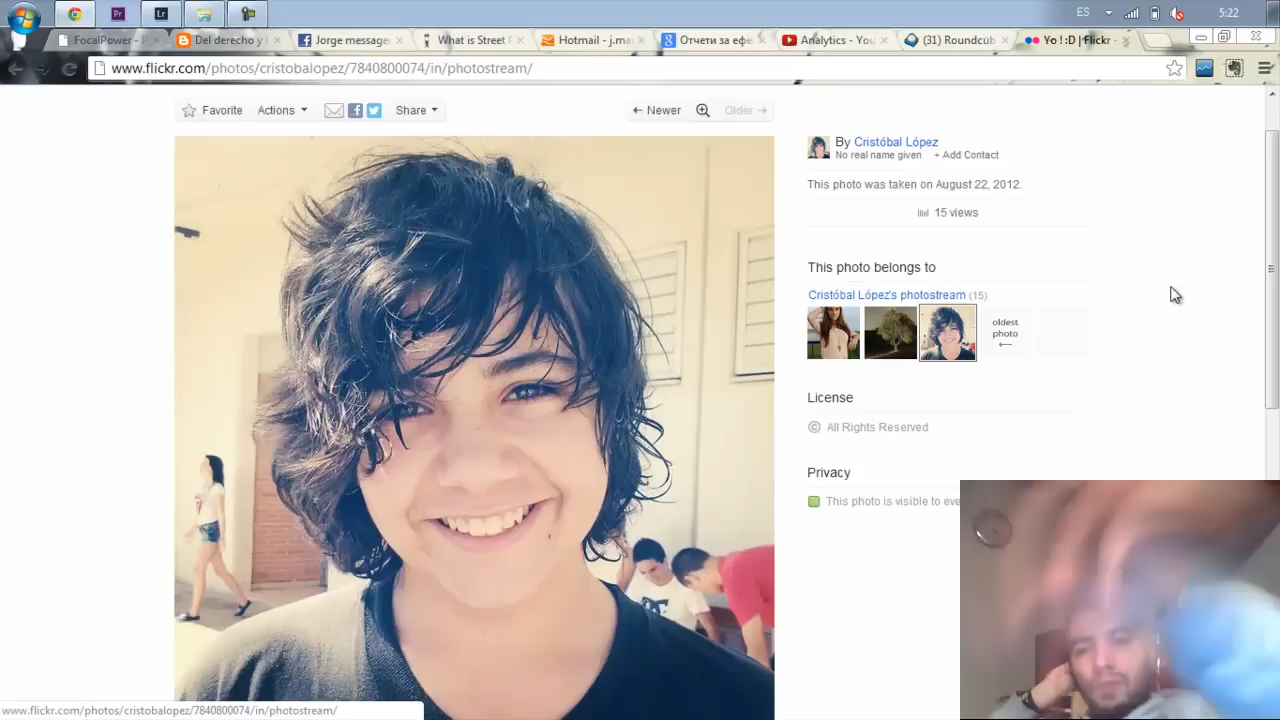 ES 5:22
FocalPower - P
Del derecho y
Jorge message
What is Street
Hotmail - j.ma
Отчети за ефе
Analytics - You
(31) Roundcub
Yo ! :D | Flickr -
www.flickr.com/photos/cristobalopez/7840800074/in/photostream/
Favorite Actions Share
← Newer Older →
By Cristóbal López
No real name given + Add Contact
This photo was taken on August 22, 2012.
15 views
This photo belongs to
Cristóbal López's photostream (15)
oldest
photo
←
License
© All Rights Reserved
Privacy
This photo is visible to eve
www.flickr.com/photos/cristobalopez/7840800074/in/photostream/